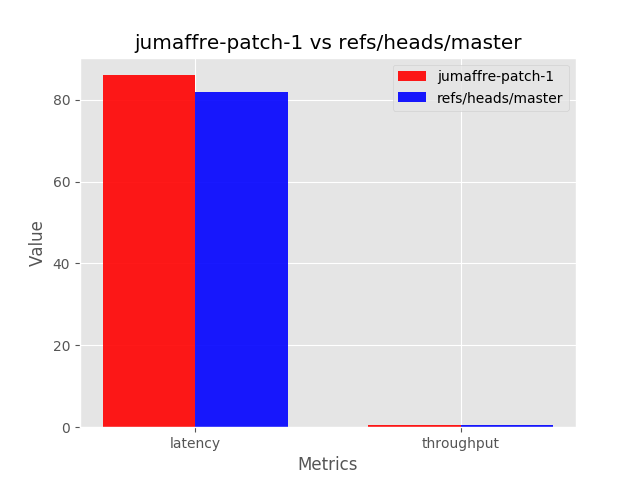 jumaffre-patch-1 vs refs/heads/master
jumaffre-patch-1
refs/heads/master
Value
80
60
40
20
0
latency
throughput
Metrics